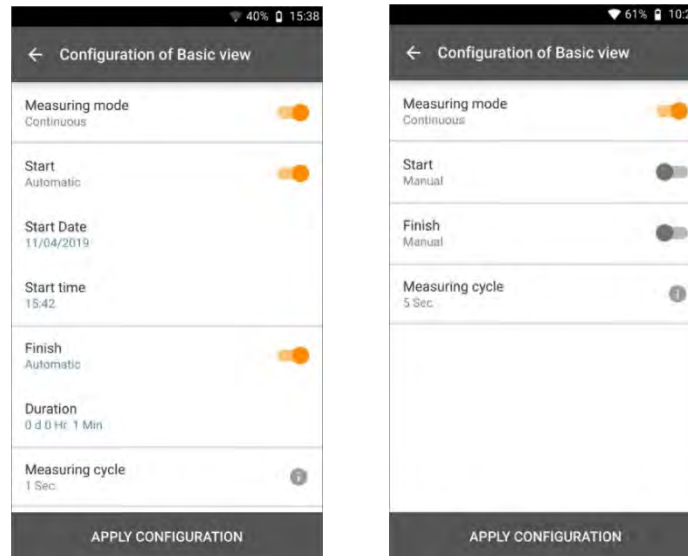 40% 15:38
Configuration of Basic view
Measuring mode
Continuous
Start
Automatic
Start Date
11/04/2019
Start time
15:42
Finish
Automatic
Duration
0 d 0 Hr. 1 Min.
Measuring cycle
1 Sec.
APPLY CONFIGURATION
61% 10:2
Configuration of Basic view
Measuring mode
Continuous
Start
Manual
Finish
Manual
Measuring cycle
5 Sec.
APPLY CONFIGURATION